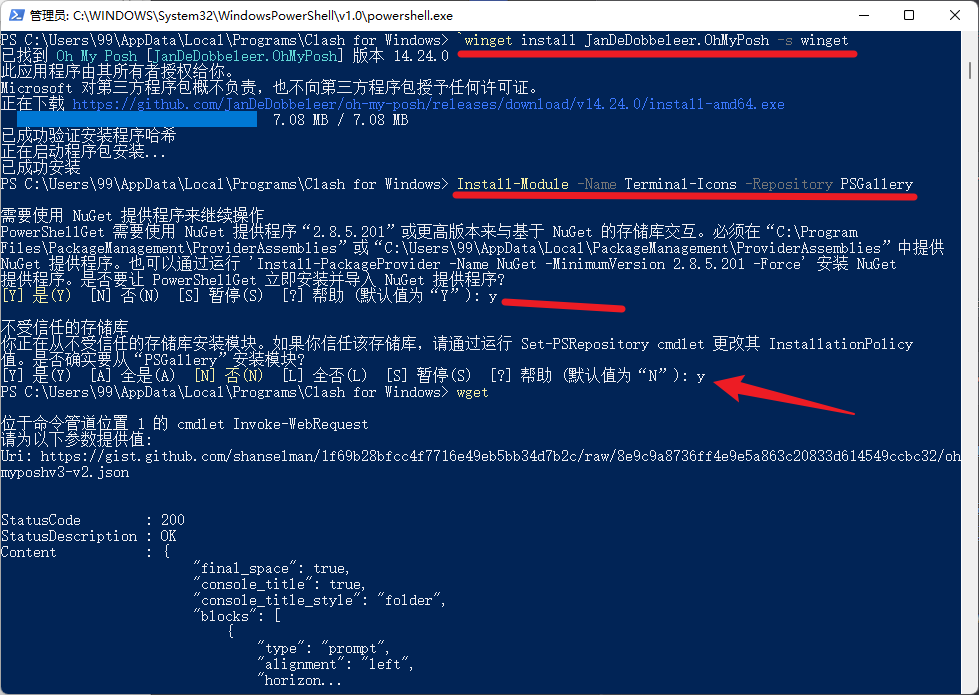 管理员: C:\WINDOWS\System32\WindowsPowerShell\v1.0\powershell.exe
PS C:\Users\99\AppData\Local\Programs\Clash for Windows> `winget install JanDeDobbeleer.OhMyPosh -s winget
已找到 Oh My Posh [JanDeDobbeleer.OhMyPosh] 版本 14.24.0
此应用程序由其所有者授权给你。
Microsoft 对第三方程序包概不负责，也不向第三方程序包授予任何许可证。
正在下载 https://github.com/JanDeDobbeleer/oh-my-posh/releases/download/v14.24.0/install-amd64.exe
7.08 MB / 7.08 MB
已成功验证安装程序哈希
正在启动程序包安装...
已成功安装
PS C:\Users\99\AppData\Local\Programs\Clash for Windows> Install-Module -Name Terminal-Icons -Repository PSGallery
需要使用 NuGet 提供程序来继续操作
PowerShellGet 需要使用 NuGet 提供程序“2.8.5.201”或更高版本来与基于 NuGet 的存储库交互。必须在“C:\Program
Files\PackageManagement\ProviderAssemblies”或“C:\Users\99\AppData\Local\PackageManagement\ProviderAssemblies”中提供
NuGet 提供程序。也可以通过运行 'Install-PackageProvider -Name NuGet -MinimumVersion 2.8.5.201 -Force' 安装 NuGet
提供程序。是否要让 PowerShellGet 立即安装并导入 NuGet 提供程序?
[Y] 是(Y)  [N] 否(N)  [S] 暂停(S)  [?] 帮助 (默认值为“Y”): y
不受信任的存储库
你正在从不受信任的存储库安装模块。如果你信任该存储库，请通过运行 Set-PSRepository cmdlet 更改其 InstallationPolicy
值。是否确实要从“PSGallery”安装模块?
[Y] 是(Y)  [A] 全是(A)  [N] 否(N)  [L] 全否(L)  [S] 暂停(S)  [?] 帮助 (默认值为“N”): y
PS C:\Users\99\AppData\Local\Programs\Clash for Windows> wget
位于命令管道位置 1 的 cmdlet Invoke-WebRequest
请为以下参数提供值:
Uri: https://gist.github.com/shanselman/1f69b28bfcc4f7716e49eb5bb34d7b2c/raw/8e9c9a8736ff4e9e5a863c20833d614549ccbc32/oh
myposhv3-v2.json
StatusCode        : 200
StatusDescription : OK
Content           : {
"final_space": true,
"console_title": true,
"console_title_style": "folder",
"blocks": [
{
"type": "prompt",
"alignment": "left",
"horizon...